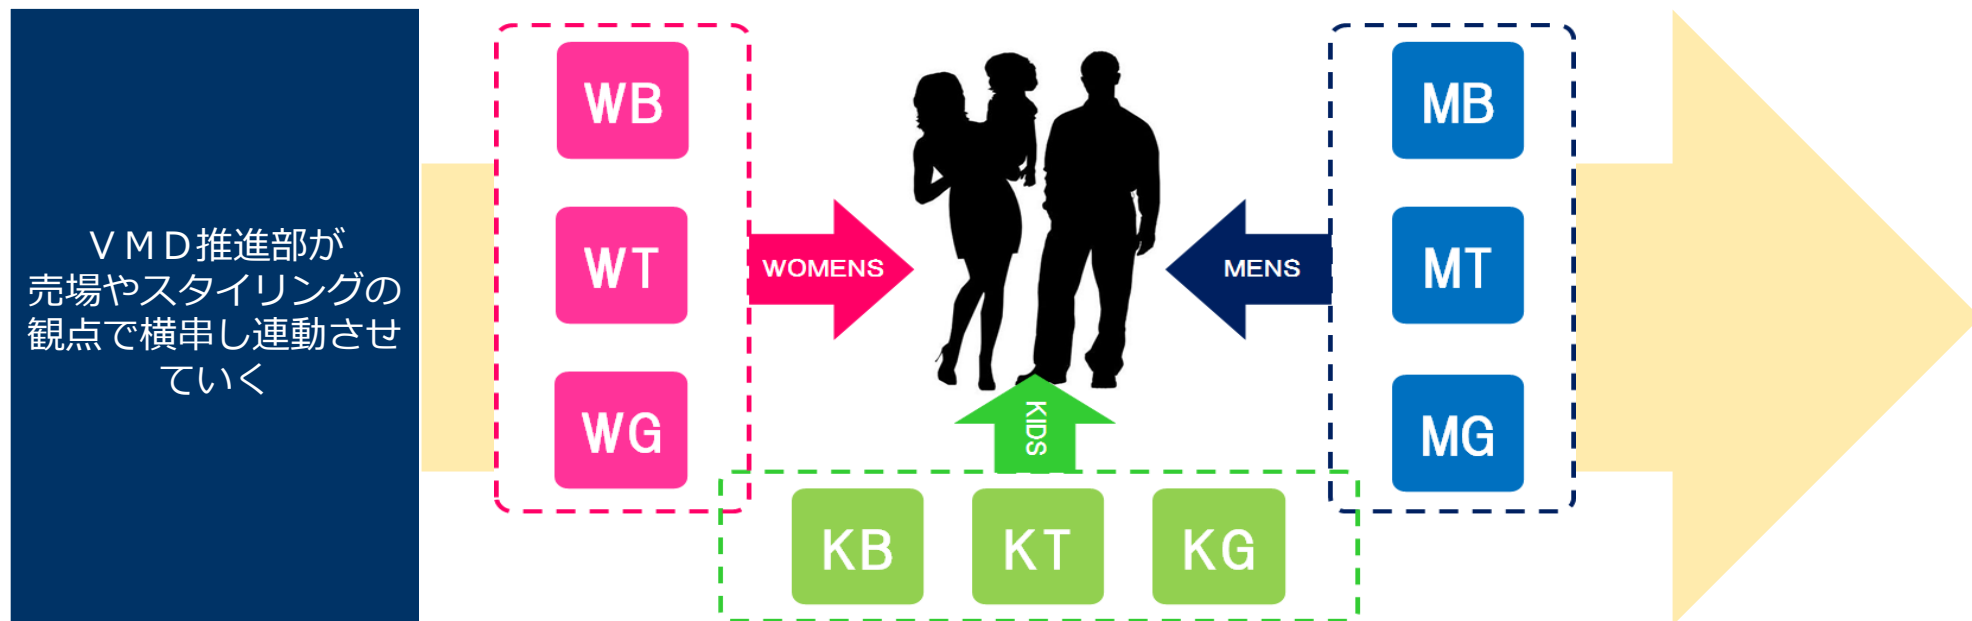 ＶＭＤ推進部が
売場やスタイリングの
観点で横串し連動させ
ていく
WB
WT
WG
WOMENS
MENS
MB
MT
MG
KIDS
KB
KT
KG